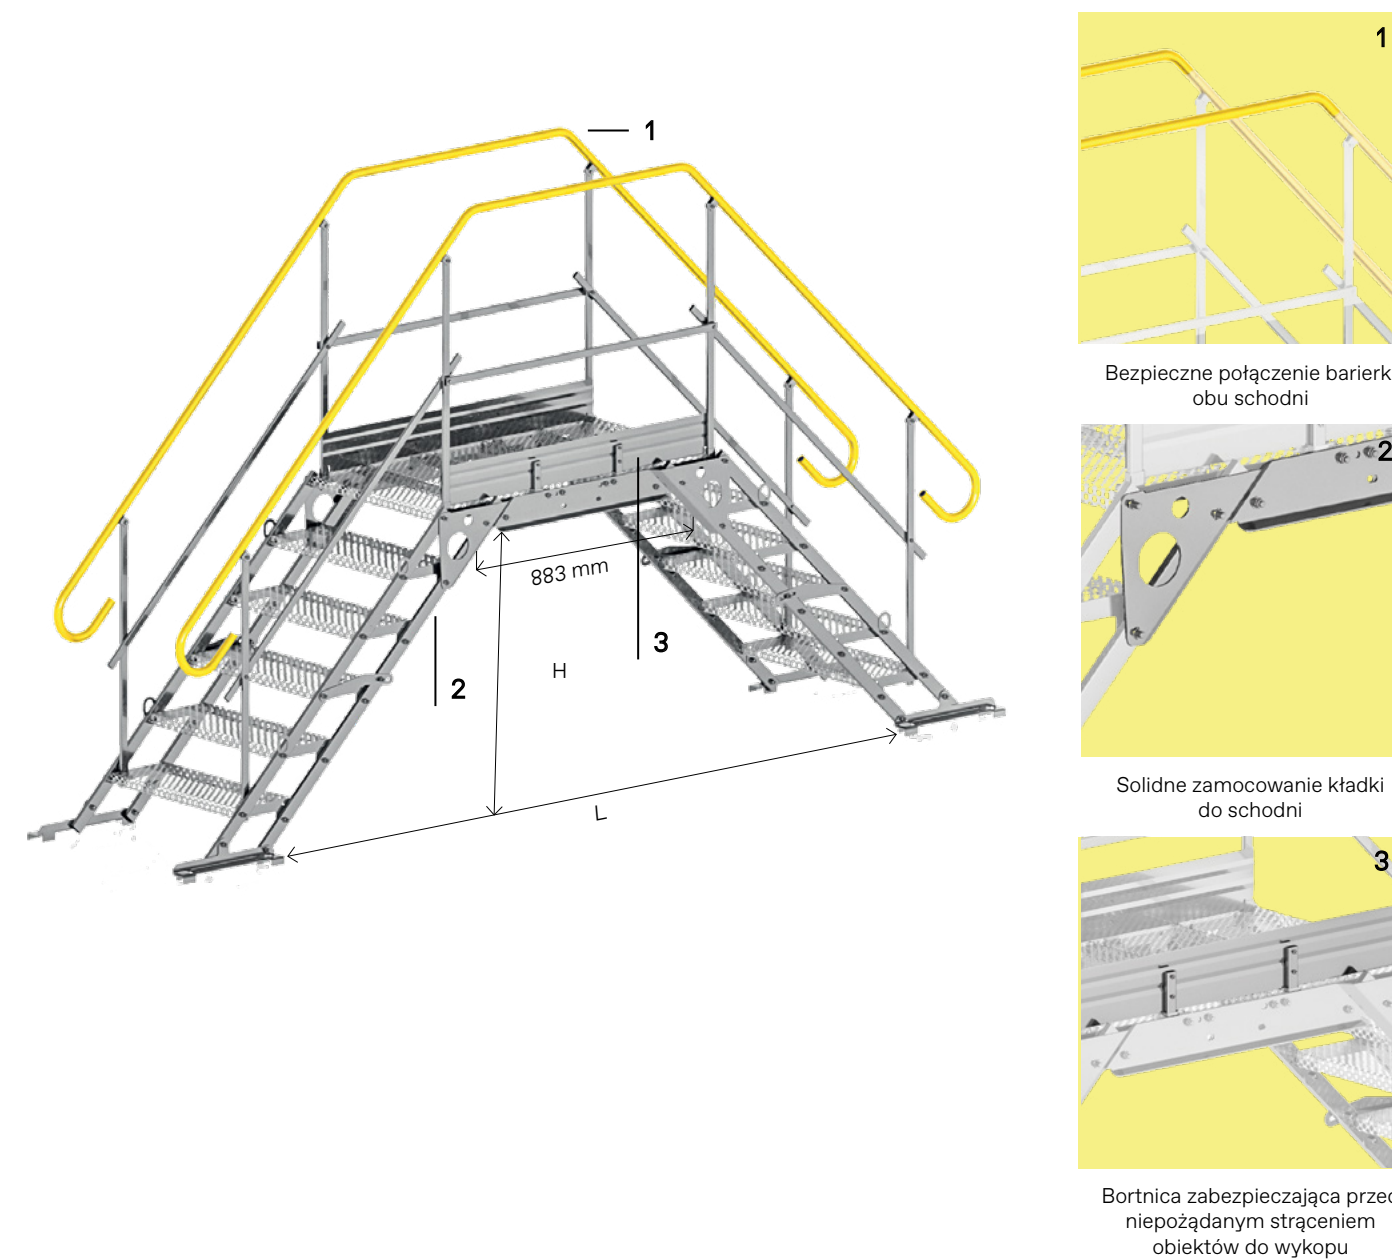 1
883 mm
H
3
2
L
1
Bezpieczne połączenie barierk
obu schodni
2
Solidne zamocowanie kładki
do schodni
3
Bortnica zabezpieczająca przed
niepożądanym strąceniem
obiektów do wykopu